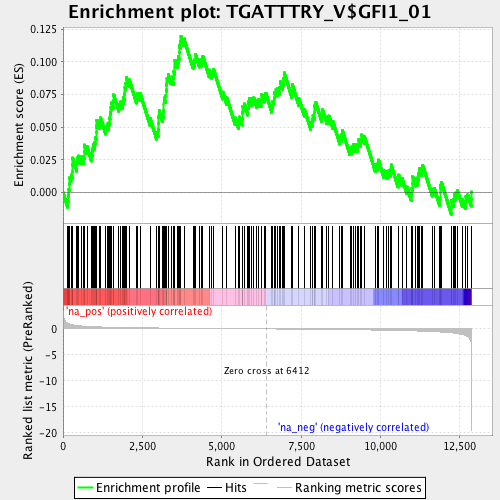 Enrichment plot: TGATTTRY_V$GFI1_01
Enrichment score (ES)
0.125
0.100
0.075
0.050
0.025
0.000
'na_pos' (positively correlated)
Ranked list metric (PreRanked)
0
-5
-10
-15
-20
Zero cross at 6412
'na_neg' (negatively correlated)
0
2,500
5,000
7,500
10,000
12,500
Rank in Ordered Dataset
Enrichment profile
Hits
Ranking metric scores